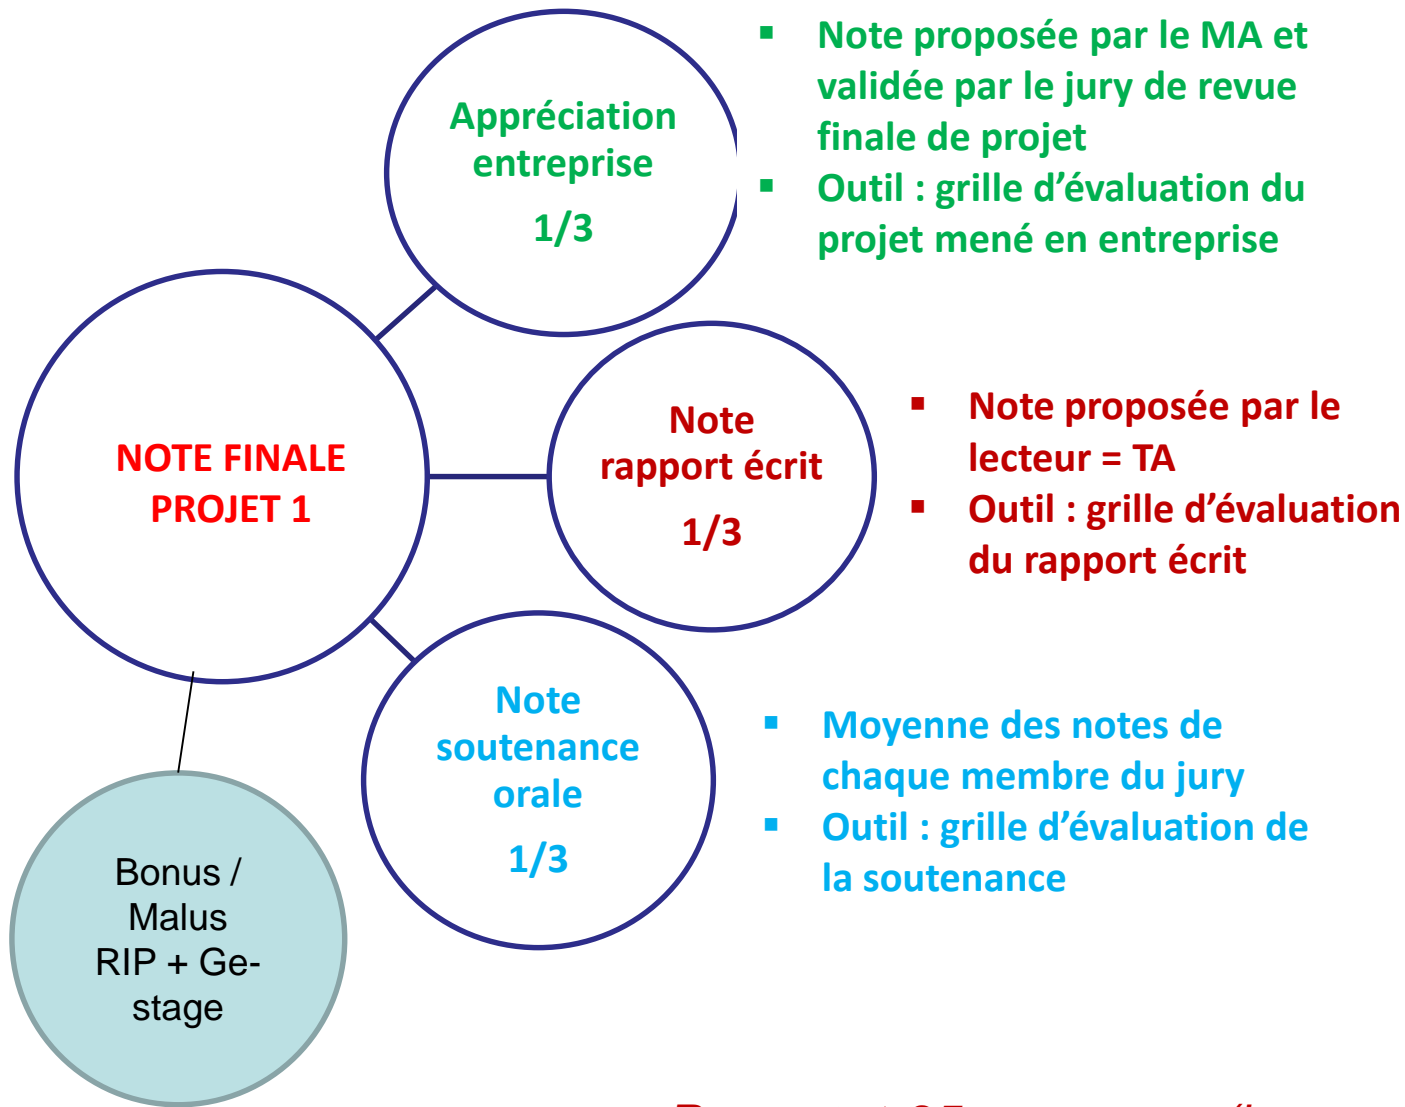 Appréciation
entreprise
1/3
▪ Note proposée par le MA et
validée par le jury de revue
finale de projet
▪ Outil : grille d’évaluation du
projet mené en entreprise
NOTE FINALE
PROJET 1
Note
rapport écrit
1/3
▪ Note proposée par le
lecteur = TA
▪ Outil : grille d’évaluation
du rapport écrit
Note
soutenance
orale
1/3
▪ Moyenne des notes de
chaque membre du jury
▪ Outil : grille d’évaluation de
la soutenance
Bonus /
Malus
RIP + Ge-
stage